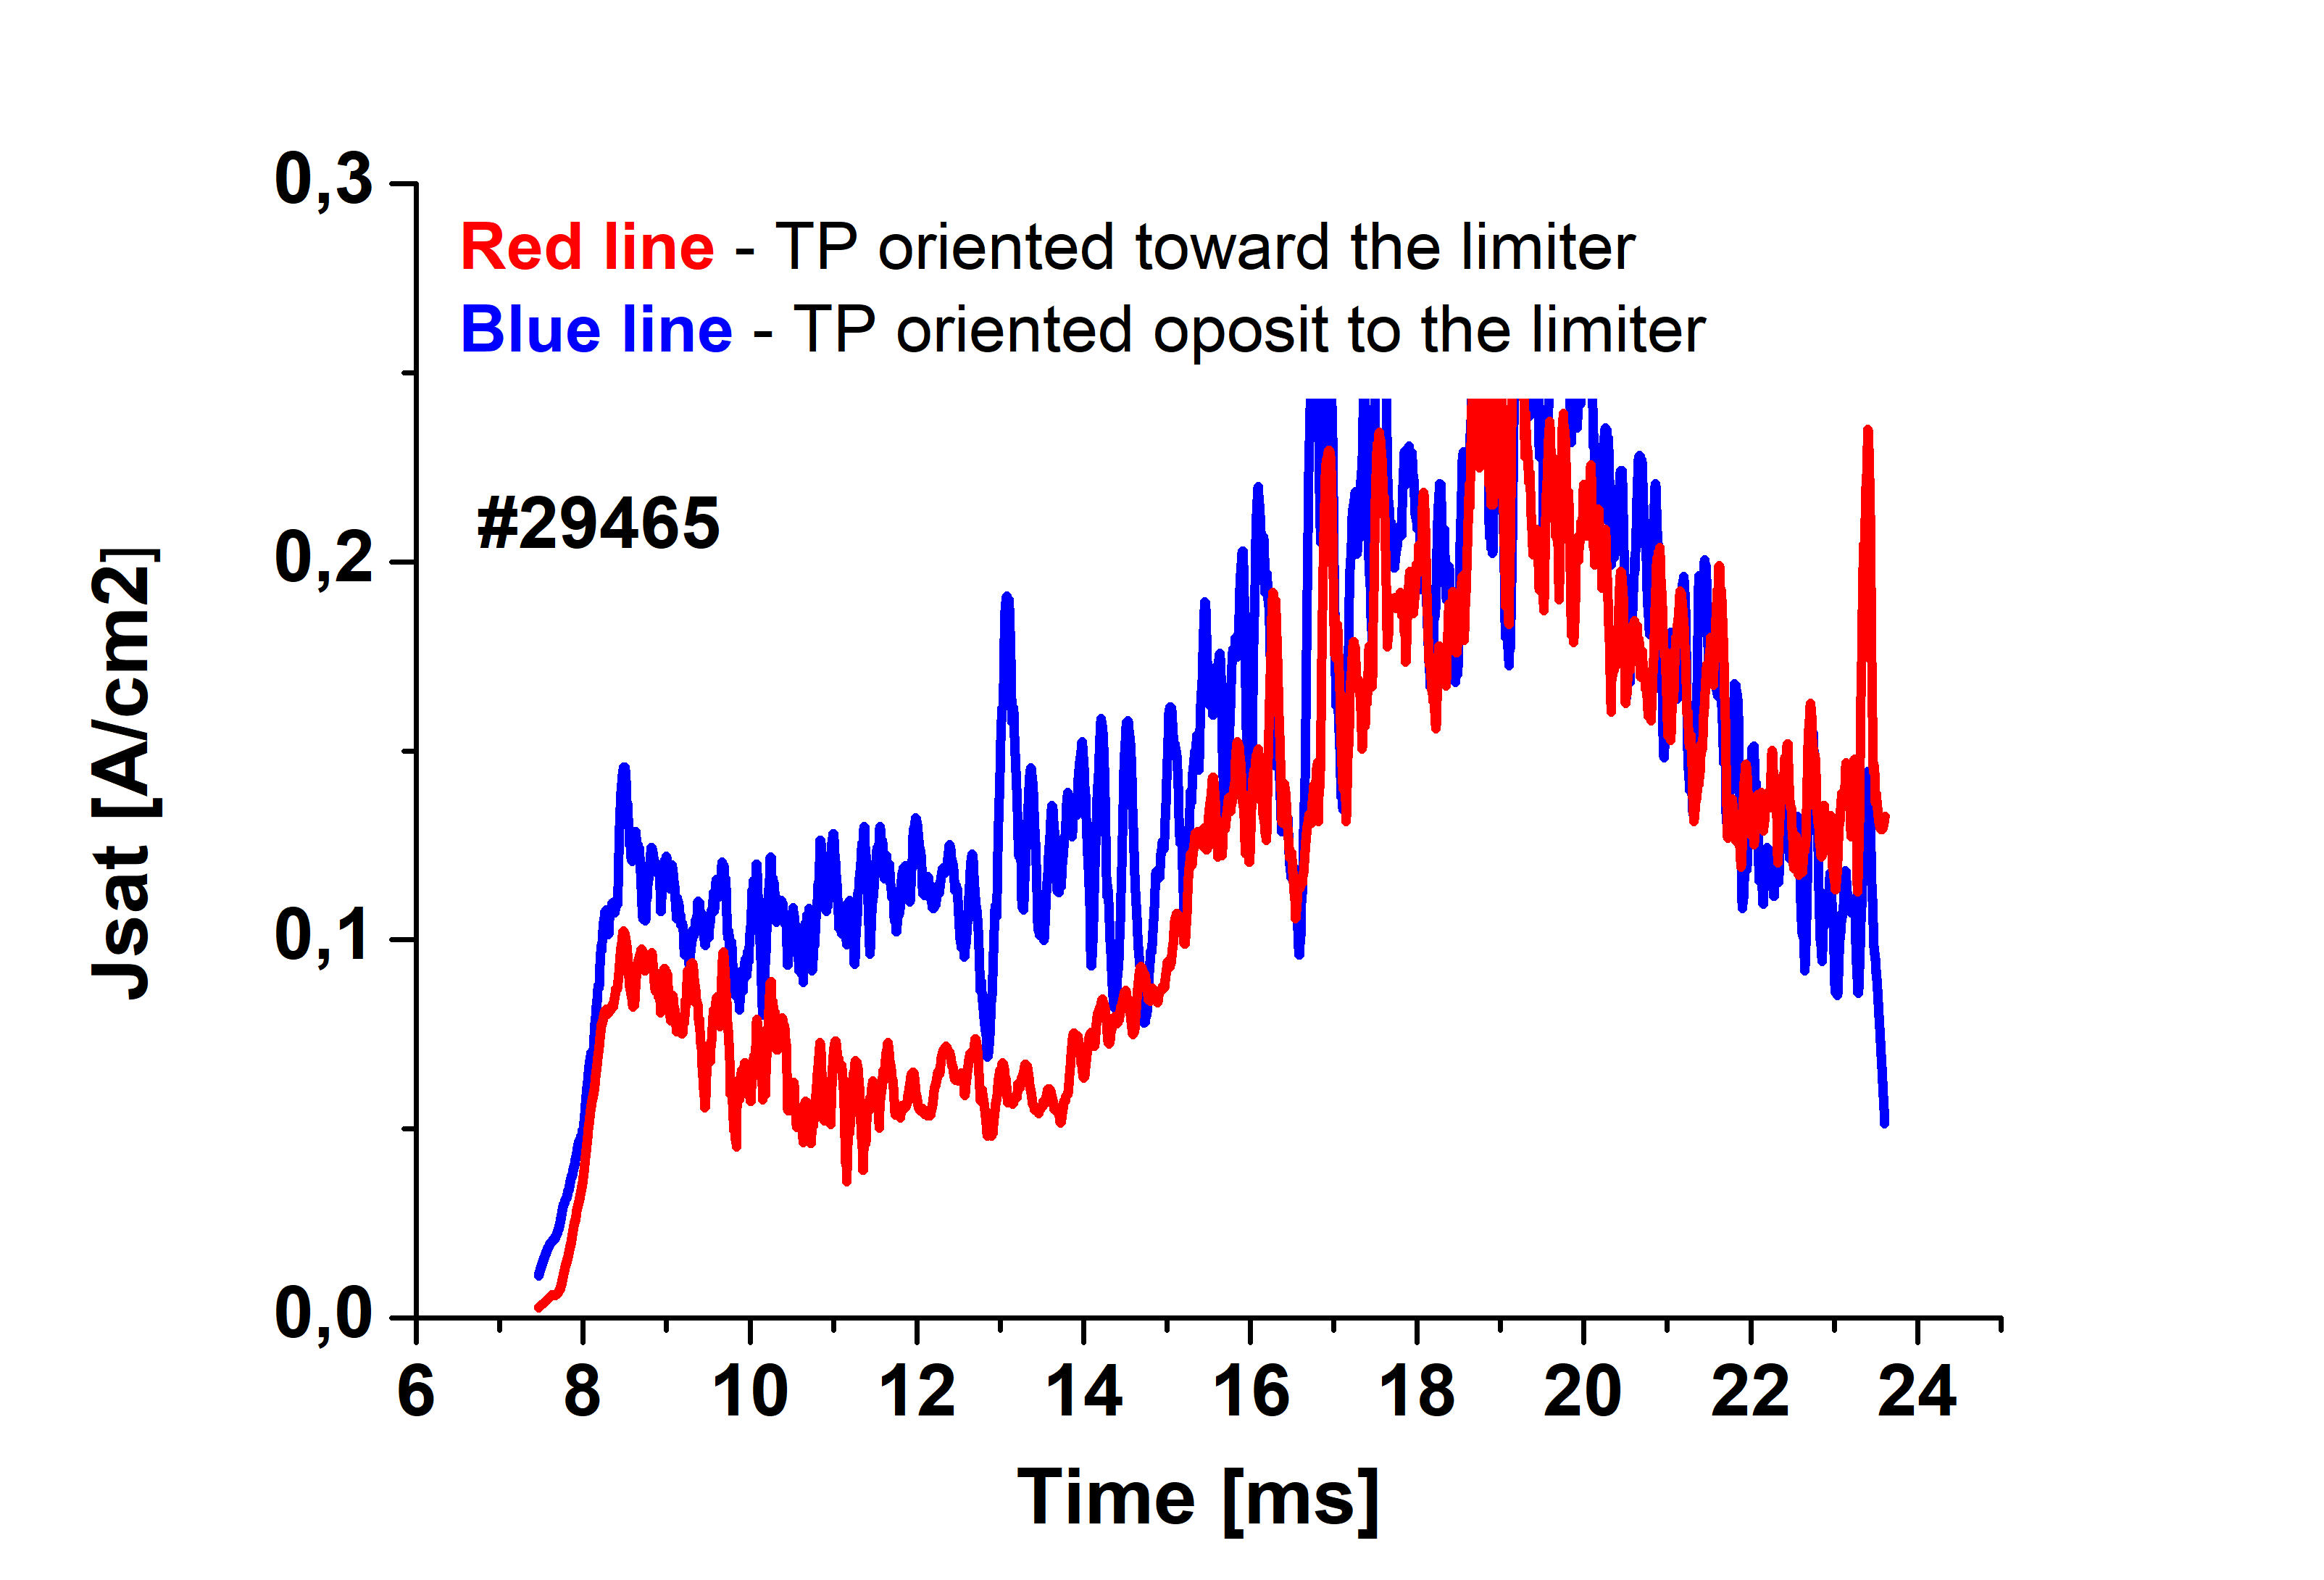 0,3
Red line - TP oriented toward the limiter
Blue line - TP oriented oposit to the limiter
#29465
0,2
Jsat [A/cm2]
0,1
0,0
6 8 10 12 14 16 18 20 22 24
Time [ms]